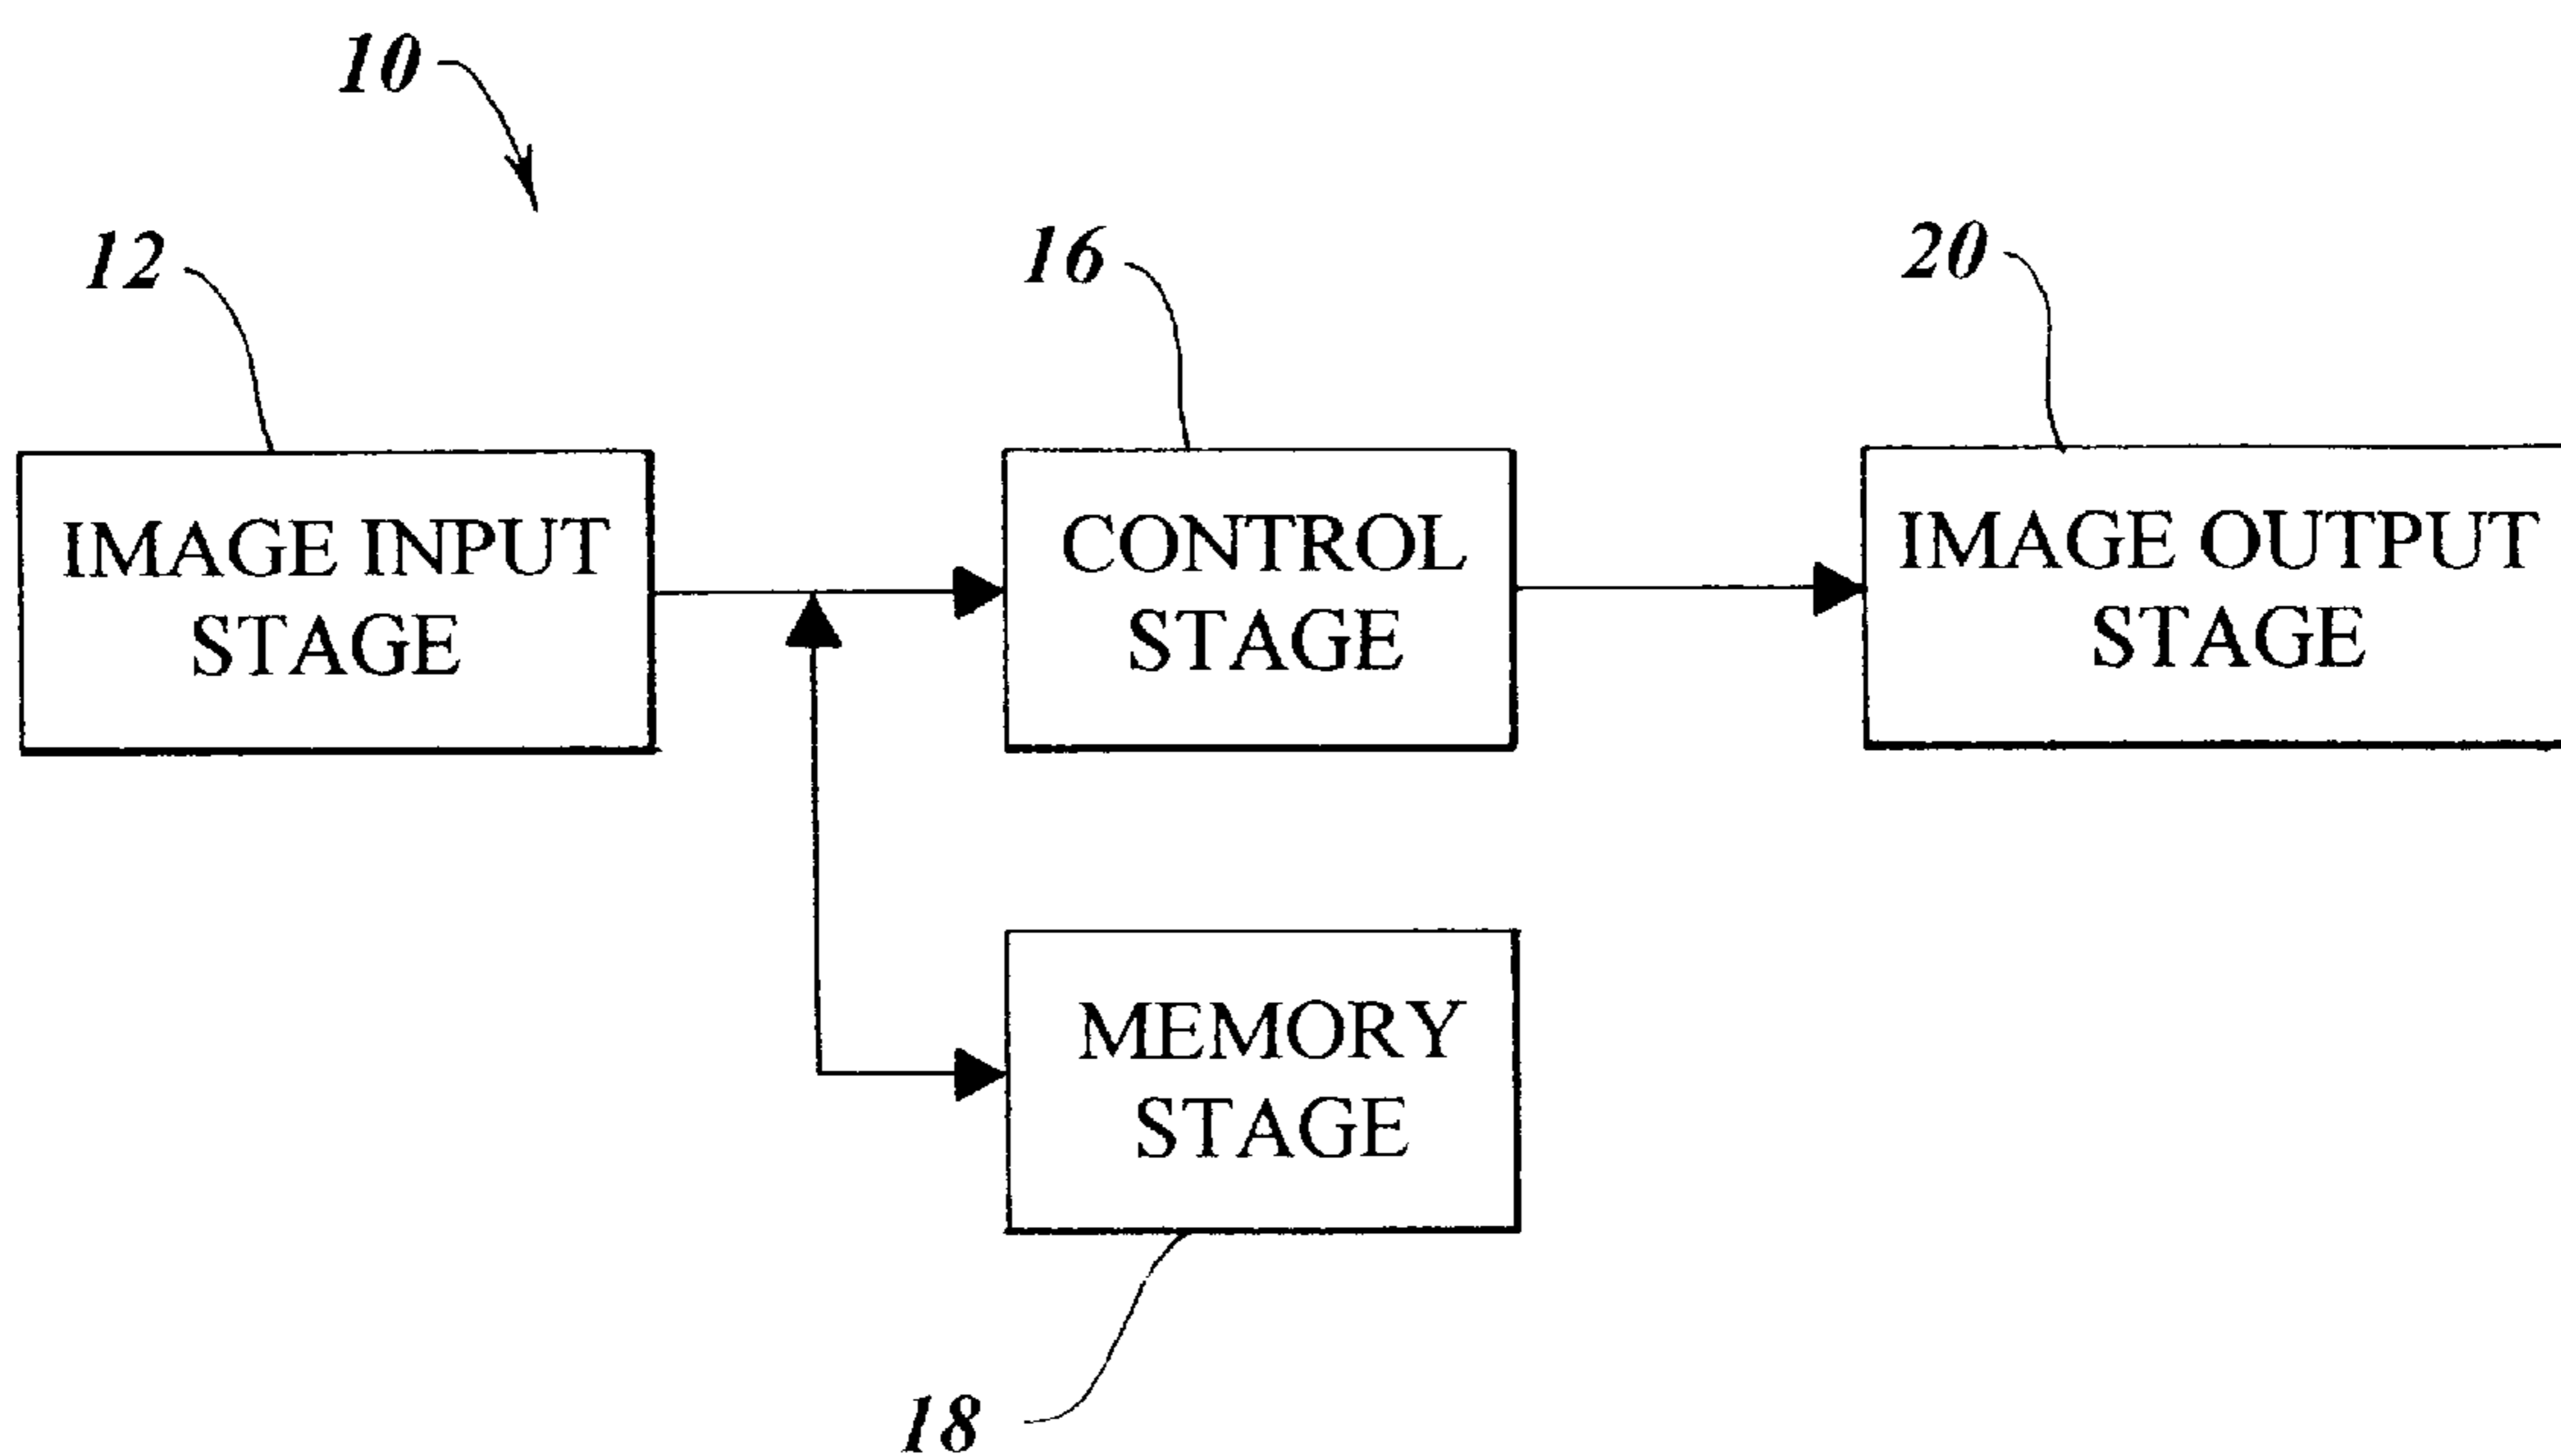 10
12
16
20
IMAGE INPUT
STAGE
CONTROL
STAGE
IMAGE OUTPUT
STAGE
MEMORY
STAGE
18